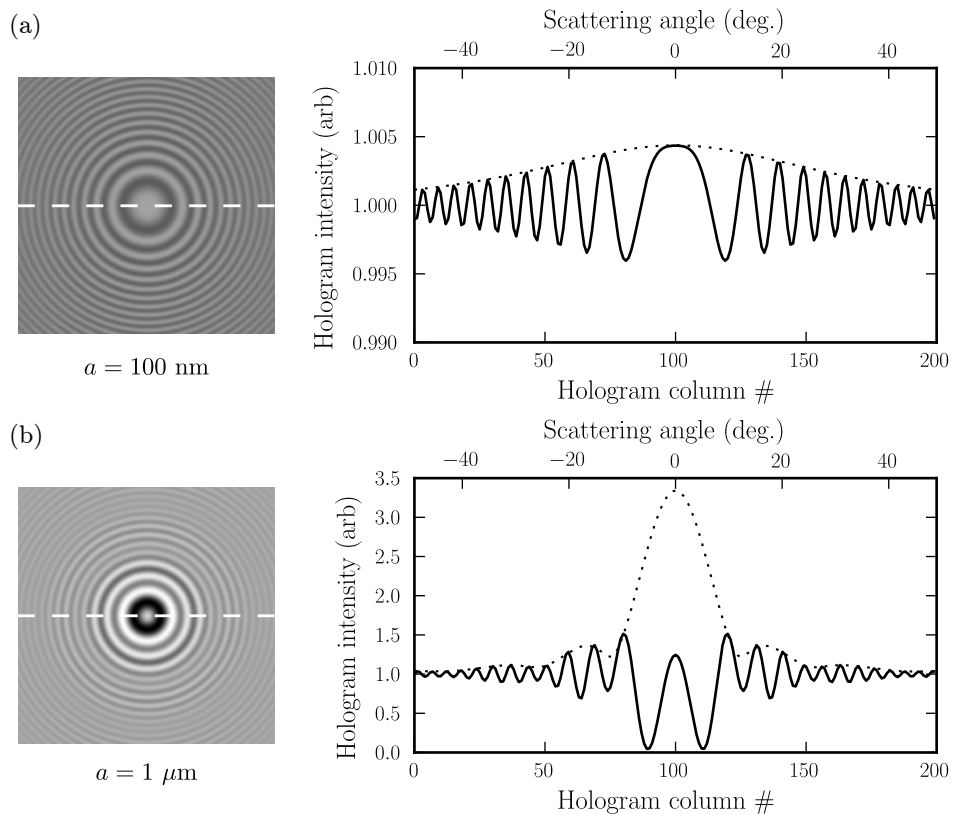 (a)
Scattering angle (deg.)
−40 −20 0 20 40
Hologram intensity (arb)
1.010
1.005
1.000
0.995
0.990
0 50 100 150 200
Hologram column #
a = 100 nm
(b)
Scattering angle (deg.)
−40 −20 0 20 40
Hologram intensity (arb)
3.5
3.0
2.5
2.0
1.5
1.0
0.5
0.0
0 50 100 150 200
Hologram column #
a = 1 μm